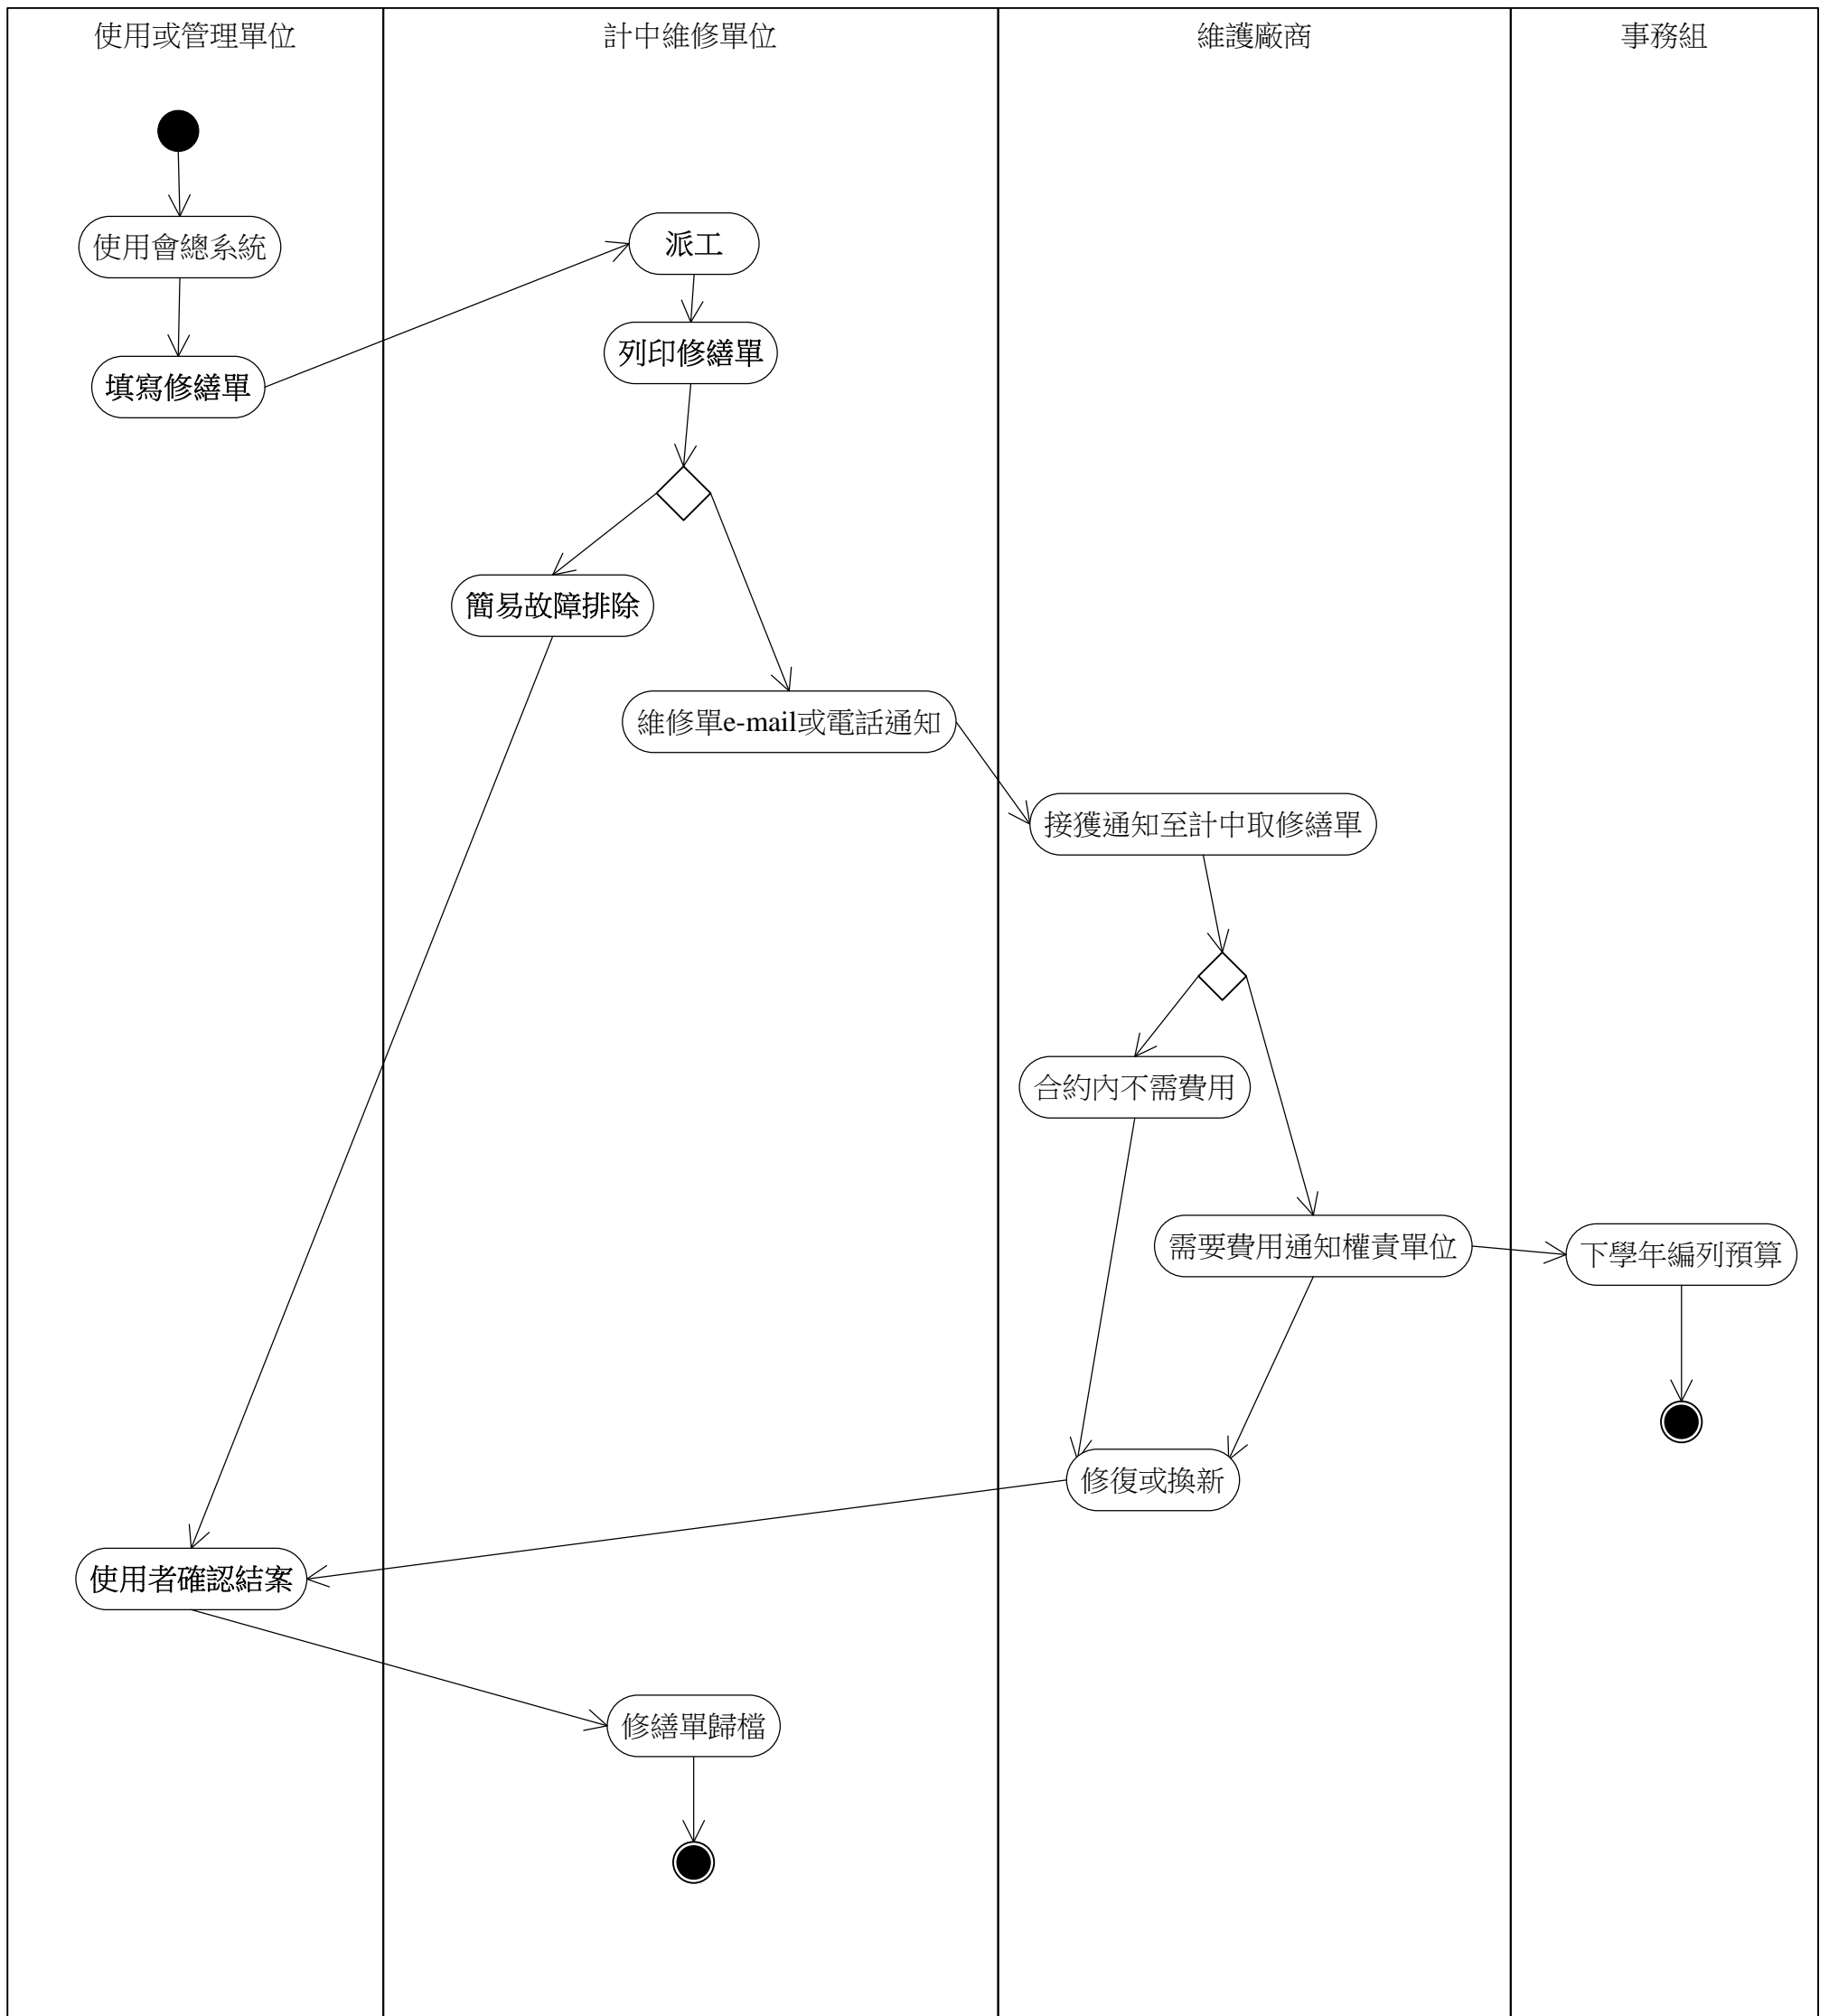 使用或管理單位
計中維修單位
維護廠商
事務組
使用會總系統
派工
列印修繕單
填寫修繕單
簡易故障排除
維修單e-mail或電話通知
接獲通知至計中取修繕單
合約內不需費用
需要費用通知權責單位
下學年編列預算
修復或換新
使用者確認結案
修繕單歸檔